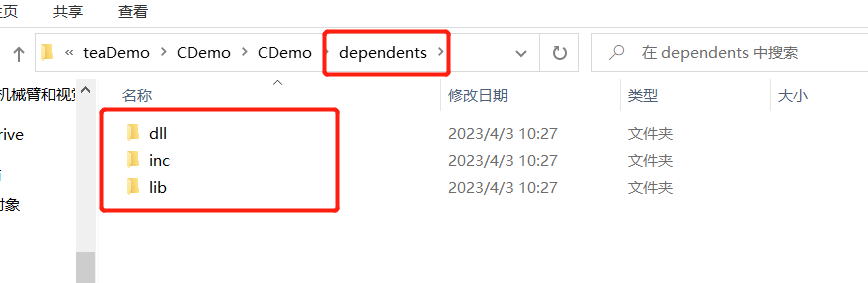 主页 共享 查看
« teaDemo > CDemo > CDemo > dependents > 在 dependents 中搜索
名称 修改日期 类型 大小
机械臂和视觉
dll 2023/4/3 10:27 文件夹
rive
inc 2023/4/3 10:27 文件夹
lib 2023/4/3 10:27 文件夹
对象